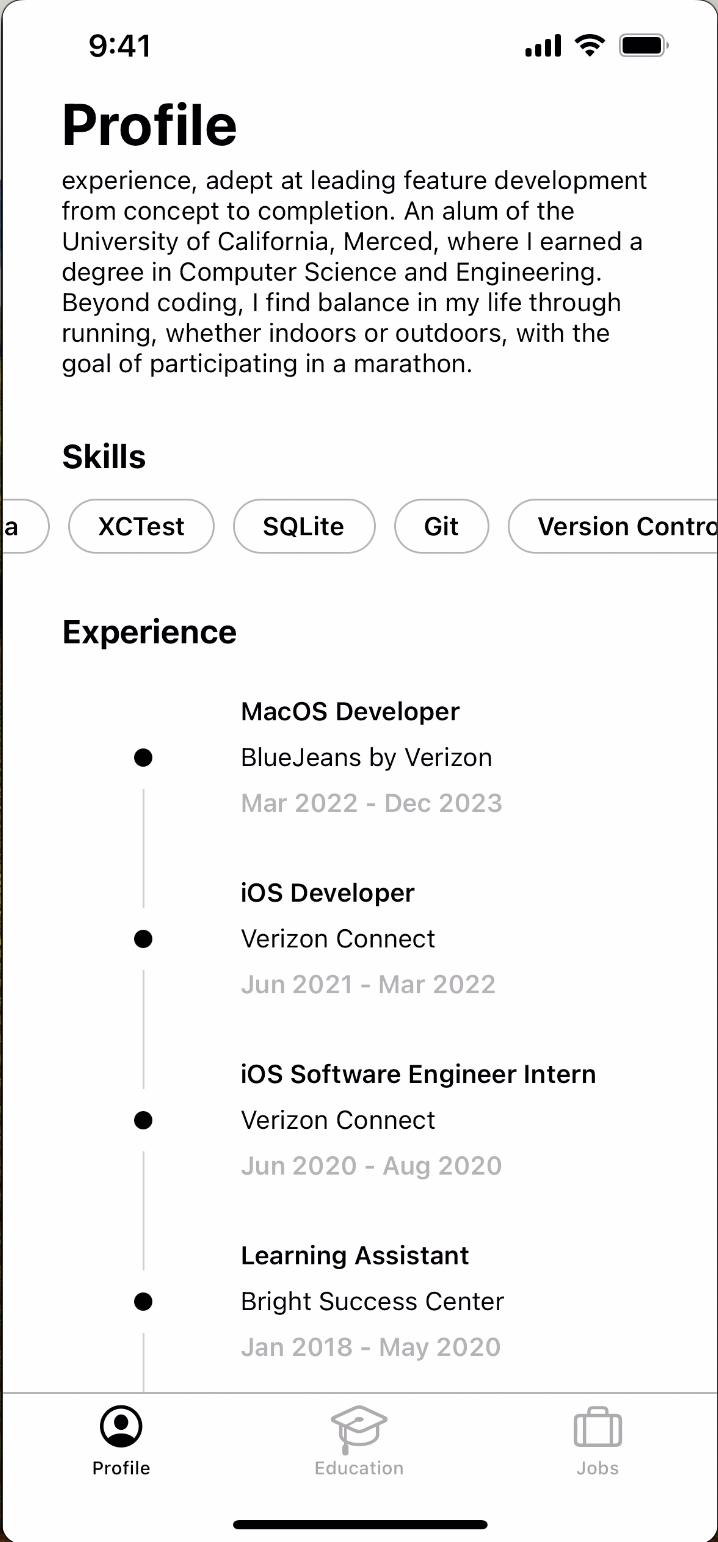 9:41
Profile
experience, adept at leading feature development
from concept to completion. An alum of the
University of California, Merced, where I earned a
degree in Computer Science and Engineering.
Beyond coding, I find balance in my life through
running, whether indoors or outdoors, with the
goal of participating in a marathon.
Skills
a XCTest SQLite Git Version Contro
Experience
MacOS Developer
BlueJeans by Verizon
Mar 2022 - Dec 2023
iOS Developer
Verizon Connect
Jun 2021 - Mar 2022
iOS Software Engineer Intern
Verizon Connect
Jun 2020 - Aug 2020
Learning Assistant
Bright Success Center
Jan 2018 - May 2020
Profile Education Jobs